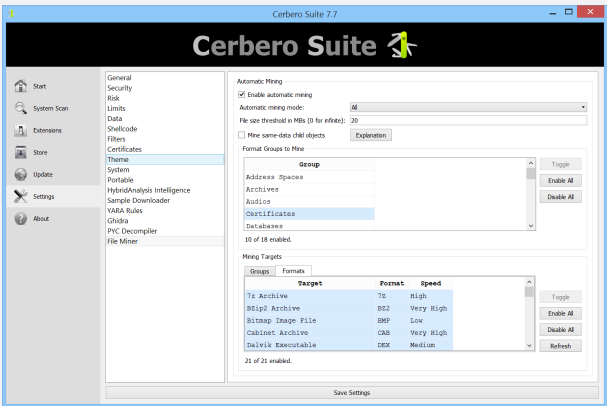 Cerbero Suite 7.7
Cerbero Suite
Start
System Scan
Extensions
Store
Update
Settings
About
General
Security
Risk
Limits
Data
Shellcode
Filters
Certificates
Theme
System
Portable
HybridAnalysis Intelligence
Sample Downloader
YARA Rules
Ghidra
PYC Decompiler
File Miner
Automatic Mining
Enable automatic mining
Automatic mining mode: All
File size threshold in MBs (0 for infinite): 20
Mine same-data child objects Explanation
Format Groups to Mine
Group
Address Spaces
Archives
Audios
Certificates
Databases
Toggle
Enable All
Disable All
10 of 18 enabled.
Mining Targets
Groups Formats
Target Format Speed
7z Archive 7Z High
BZip2 Archive BZ2 Very High
Bitmap Image File BMP Low
Cabinet Archive CAB Very High
Dalvik Executable DEX Medium
Toggle
Enable All
Disable All
Refresh
21 of 21 enabled.
Save Settings